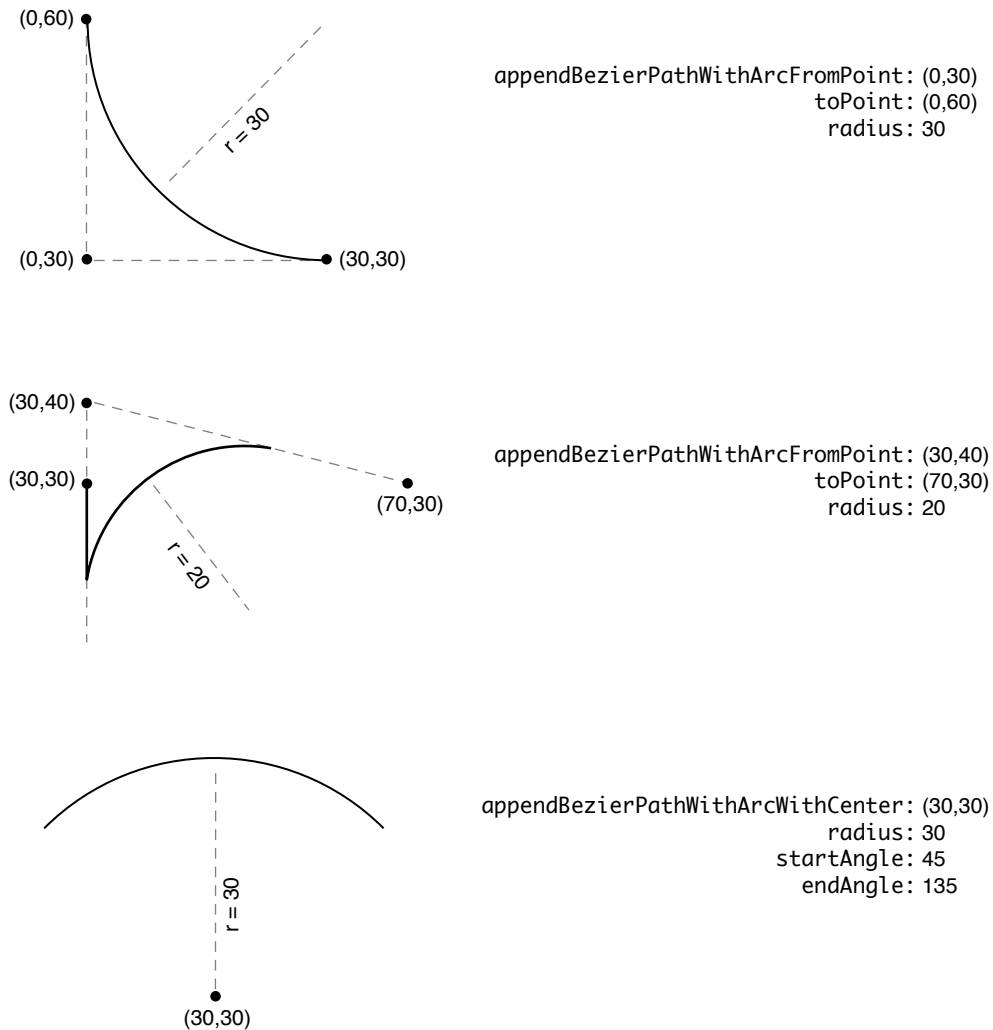 (0,60)
r = 30
(0,30)
(30,30)
appendBezierPathWithArcFromPoint: (0,30)
toPoint: (0,60)
radius: 30
(30,40)
(30,30)
(70,30)
r = 20
appendBezierPathWithArcFromPoint: (30,40)
toPoint: (70,30)
radius: 20
r = 30
(30,30)
appendBezierPathWithArcWithCenter: (30,30)
radius: 30
startAngle: 45
endAngle: 135